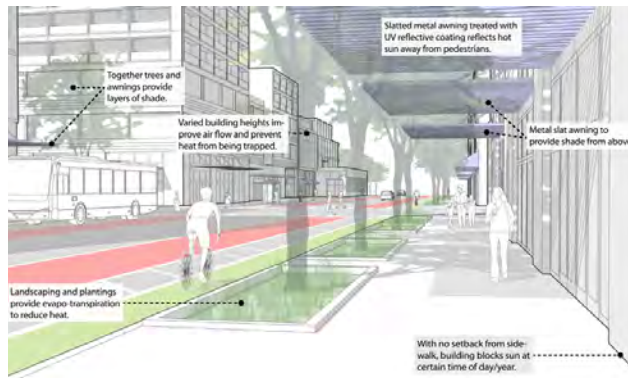 Slatted metal awning treated with
UV reflective coating reflects hot
sun away from pedestrians.
Together trees and
awnings provide
layers of shade.
Varied building heights im-
prove air flow and prevent
heat from being trapped.
Metal slat awning to
provide shade from above
Landscaping and plantings
provide evapo-transpiration
to reduce heat.
With no setback from side-
walk, building blocks sun at
certain time of day/year.